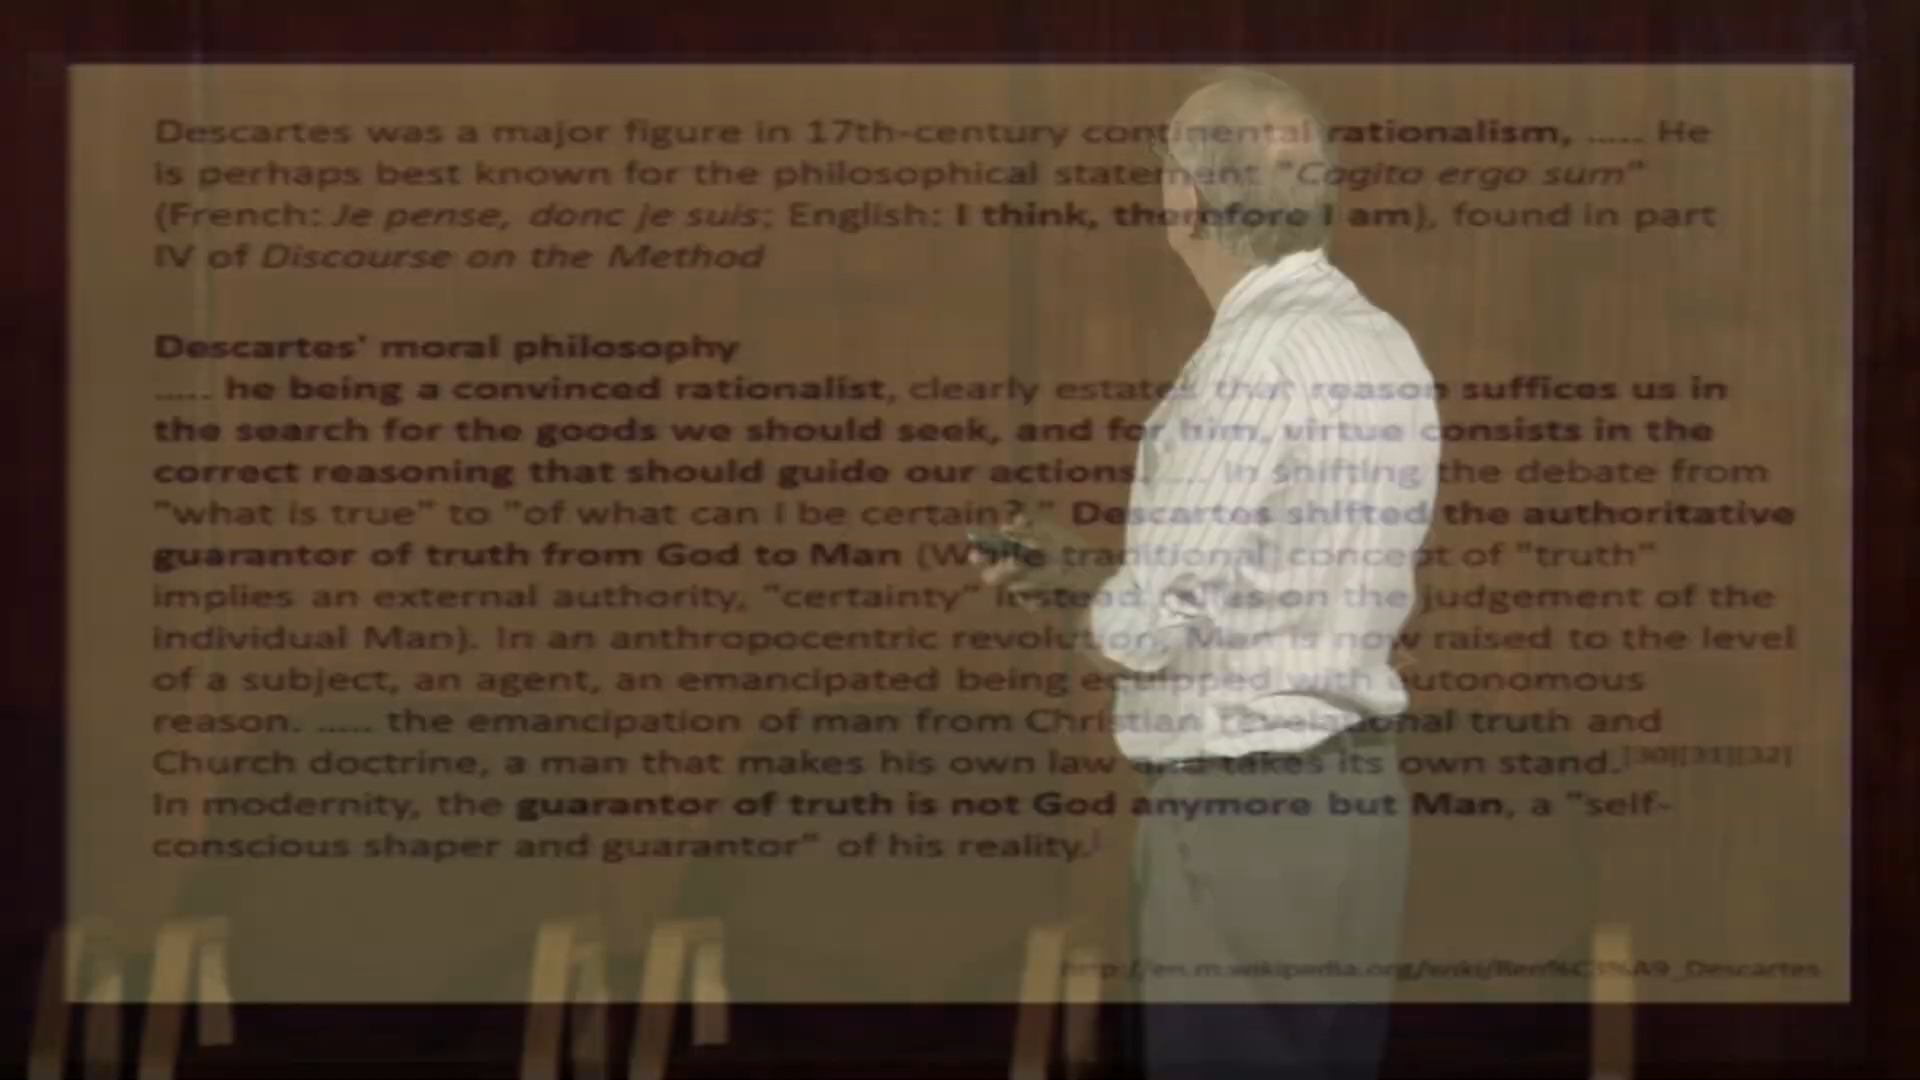 Descartes was a major figure in 17th-century continental rationalism, ..... He
is perhaps best known for the philosophical statement "Cogito ergo sum"
(French: Je pense, donc je suis; English: I think, therefore I am), found in part
IV of Discourse on the Method
Descartes' moral philosophy
..... he being a convinced rationalist, clearly estates that reason suffices us in
the search for the goods we should seek, and for him, virtue consists in the
correct reasoning that should guide our actions. .... In shifting the debate from
"what is true" to "of what can I be certain?," Descartes shifted the authoritative
guarantor of truth from God to Man (While traditional concept of "truth"
implies an external authority, "certainty" instead relies on the judgement of the
individual Man). In an anthropocentric revolution, Man is now raised to the level
of a subject, an agent, an emancipated being equipped with autonomous
reason. ..... the emancipation of man from Christian revelational truth and
Church doctrine, a man that makes his own law and takes its own stand.[30][31][32]
In modernity, the guarantor of truth is not God anymore but Man, a "self-
conscious shaper and guarantor" of his reality.
http://en.m.wikipedia.org/wiki/Ren%C3%A9_Descartes